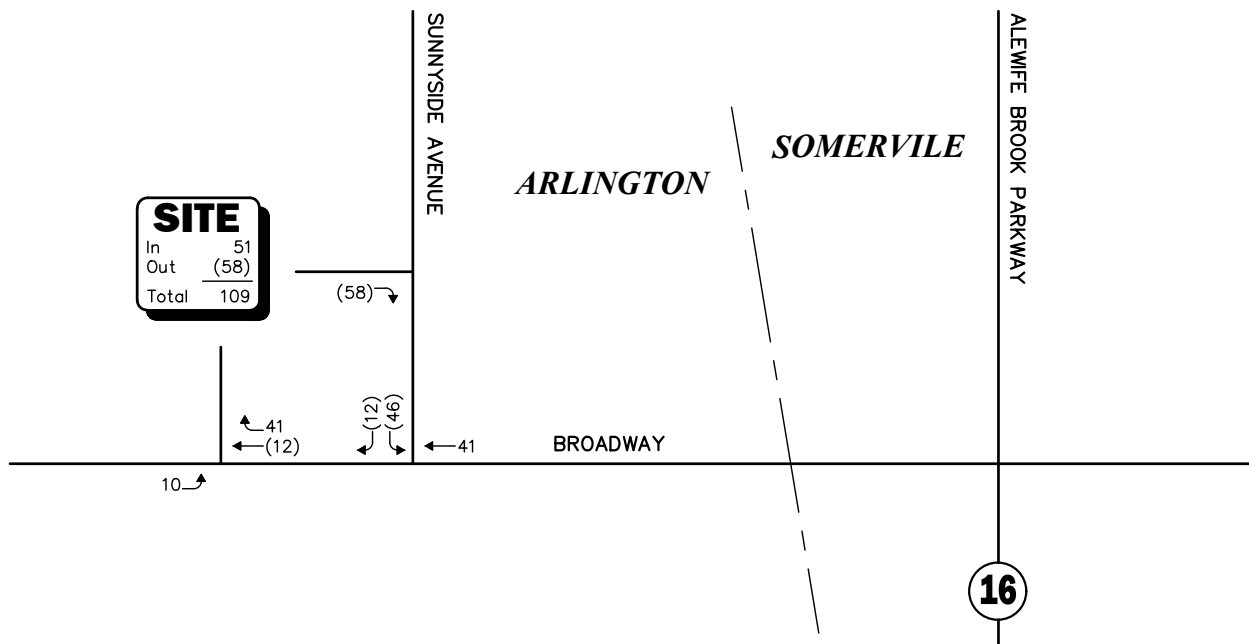 SUNNYSIDE AVENUE
ALEWIFE BROOK PARKWAY
SOMERVILE
ARLINGTON
SITE
In 51
Out (58)
Total 109
(58)
(12)
(46)
41
(12)
41
BROADWAY
10
16